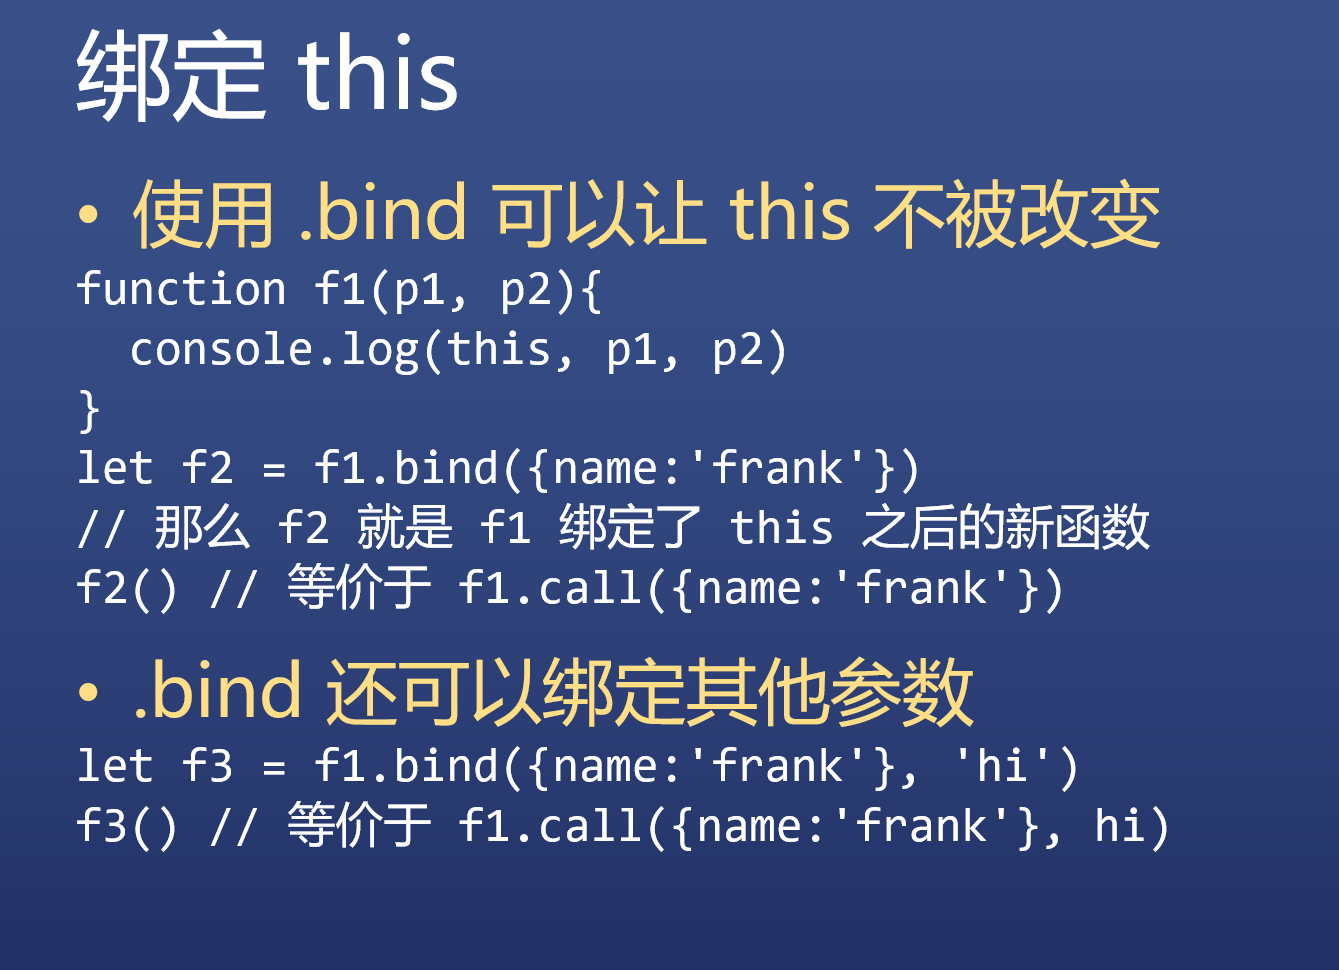 绑定 this
• 使用 .bind 可以让 this 不被改变
function f1(p1, p2){
  console.log(this, p1, p2)
}
let f2 = f1.bind({name:'frank'})
// 那么 f2 就是 f1 绑定了 this 之后的新函数
f2() // 等价于 f1.call({name:'frank'})
• .bind 还可以绑定其他参数
let f3 = f1.bind({name:'frank'}, 'hi')
f3() // 等价于 f1.call({name:'frank'}, hi)